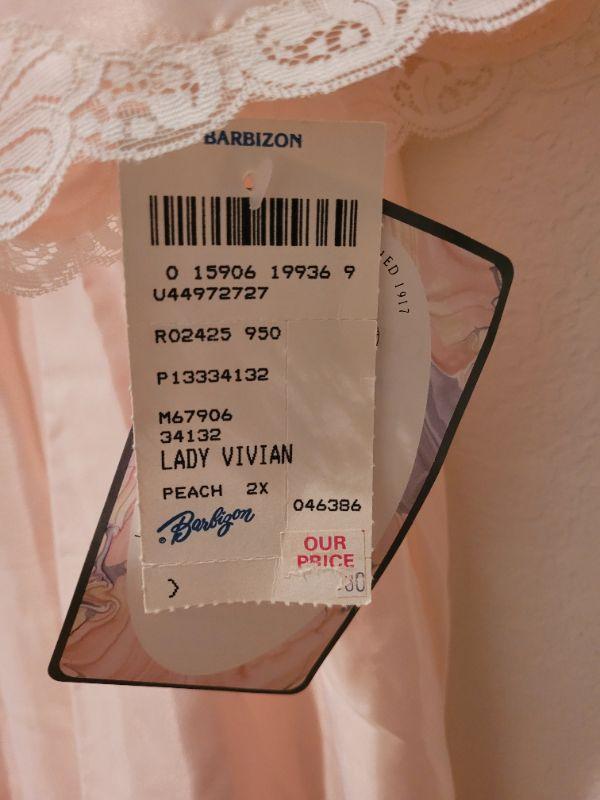 BARBIZON
0 15906 19936 9
U44972727
R02425 950
P13334132
M67906
34132
LADY VIVIAN
PEACH 2X
046386
® Barbizon
OUR
PRICE
1917